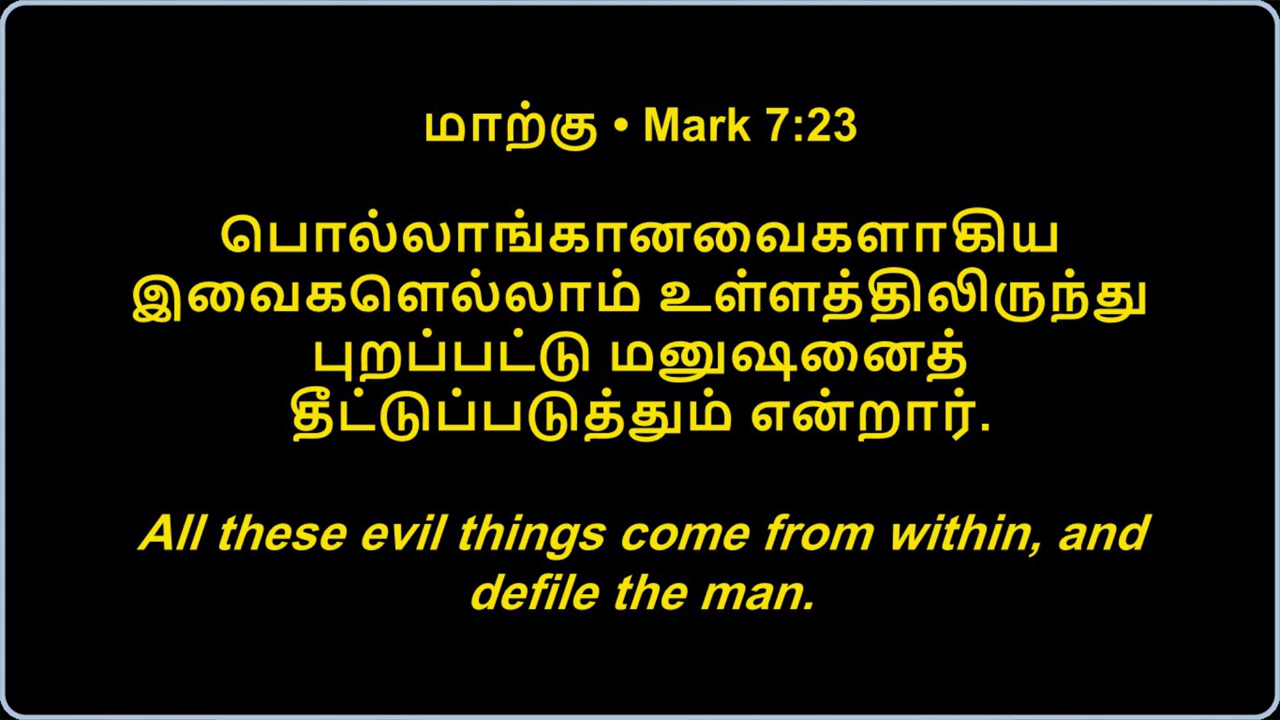 மாற்கு • Mark 7:23
பொல்லாங்கானவைகளாகிய
இவைகளெல்லாம் உள்ளத்திலிருந்து
புறப்பட்டு மனுஷனைத்
தீட்டுப்படுத்தும் என்றார்.
All these evil things come from within, and
defile the man.